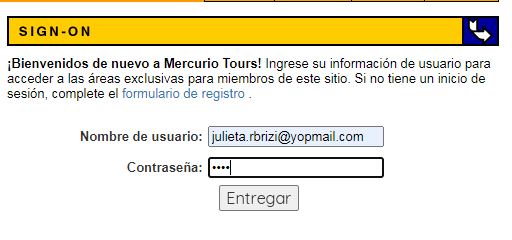 SIGN-ON
¡Bienvenidos de nuevo a Mercurio Tours! Ingrese su información de usuario para
acceder a las áreas exclusivas para miembros de este sitio. Si no tiene un inicio de
sesión, complete el formulario de registro .
Nombre de usuario: julieta.rbrizi@yopmail.com
Contraseña: ••••
Entregar